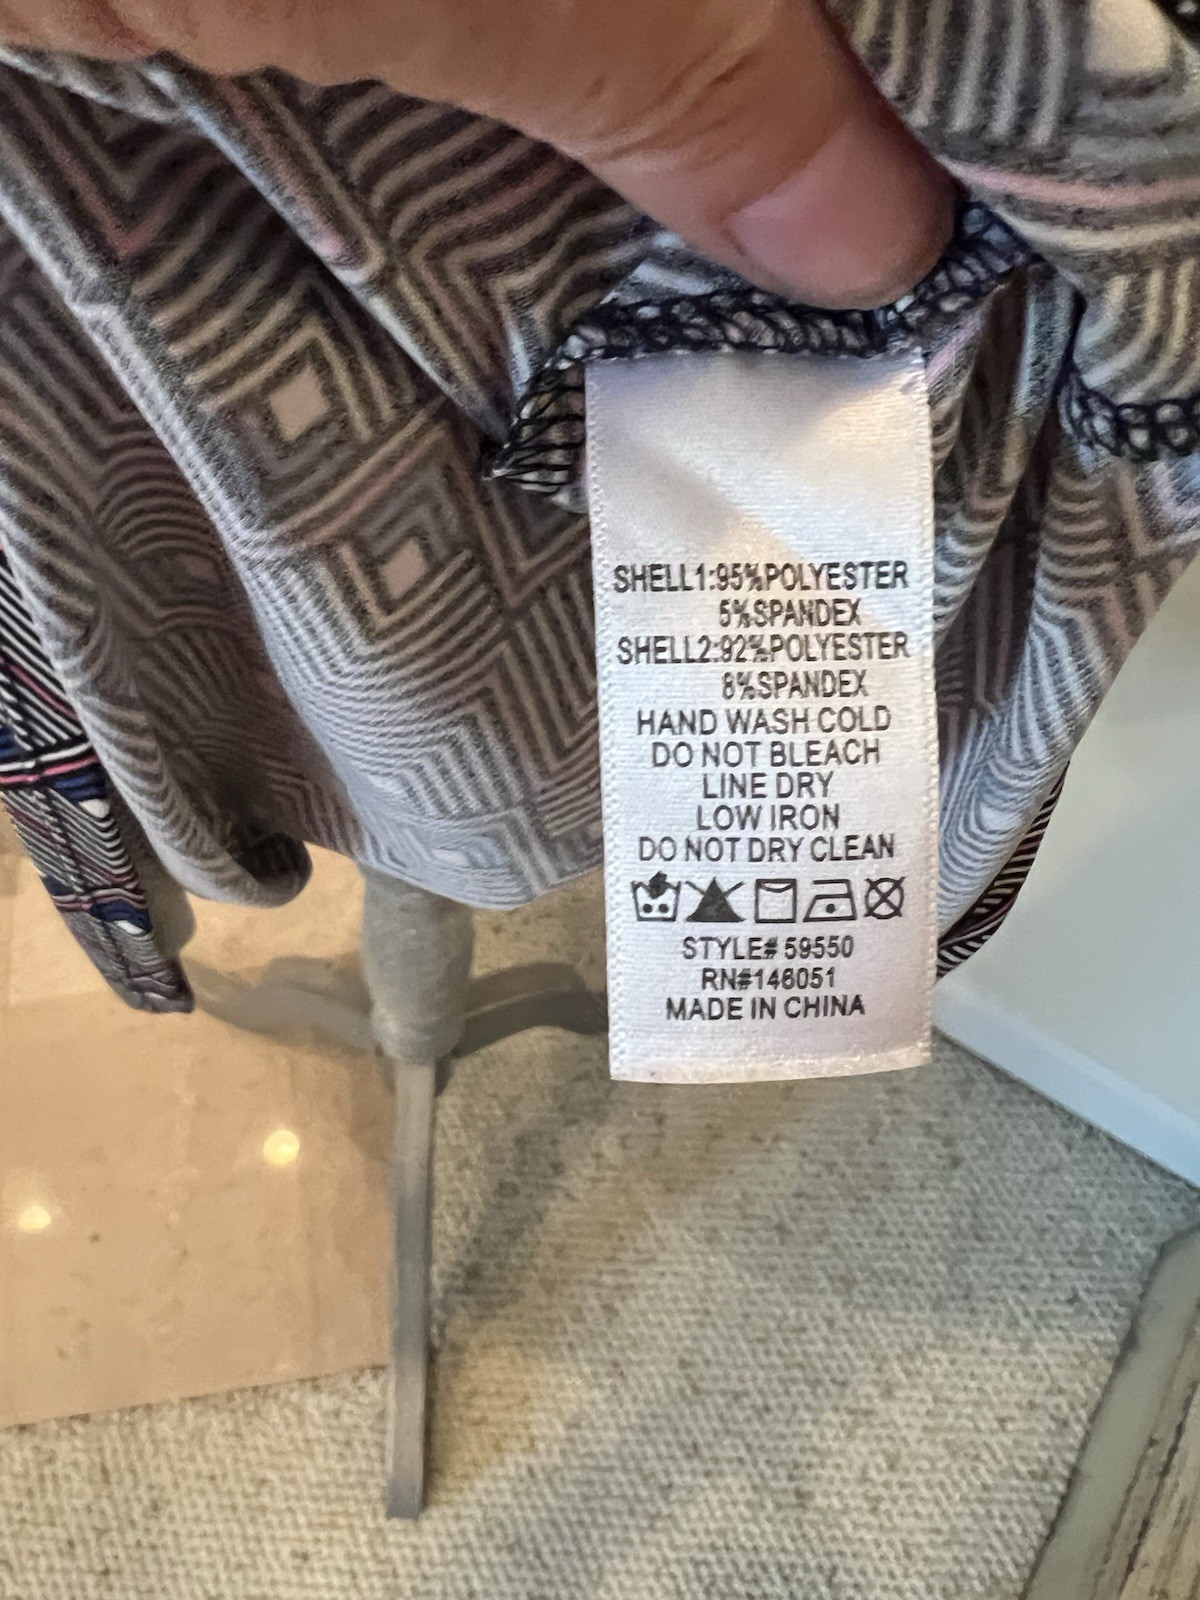 SHELL1:95%POLYESTER
5%SPANDEX
SHELL2:92%POLYESTER
8%SPANDEX
HAND WASH COLD
DO NOT BLEACH
LINE DRY
LOW IRON
DO NOT DRY CLEAN
STYLE# 59550
RN#146051
MADE IN CHINA